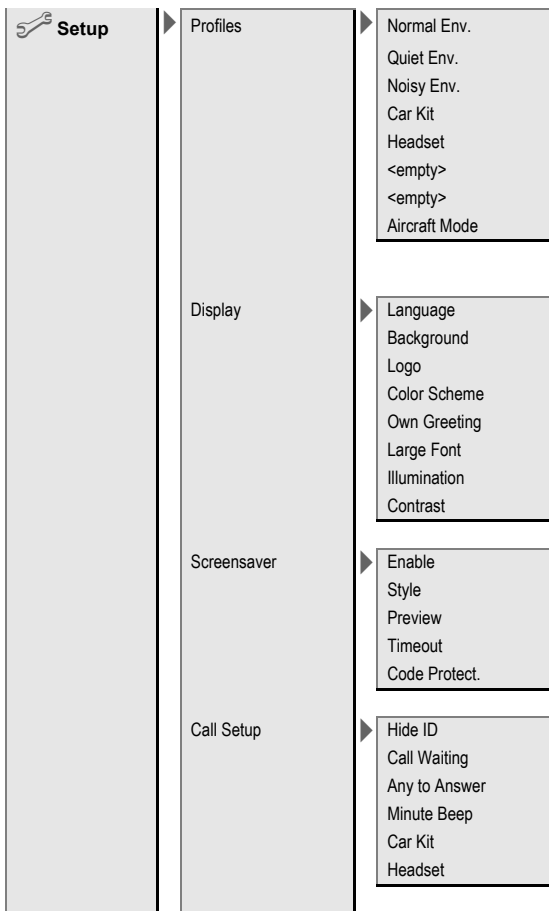 Setup
Profiles
Normal Env.
Quiet Env.
Noisy Env.
Car Kit
Headset
<empty>
<empty>
Aircraft Mode
Display
Language
Background
Logo
Color Scheme
Own Greeting
Large Font
Illumination
Contrast
Screensaver
Enable
Style
Preview
Timeout
Code Protect.
Call Setup
Hide ID
Call Waiting
Any to Answer
Minute Beep
Car Kit
Headset